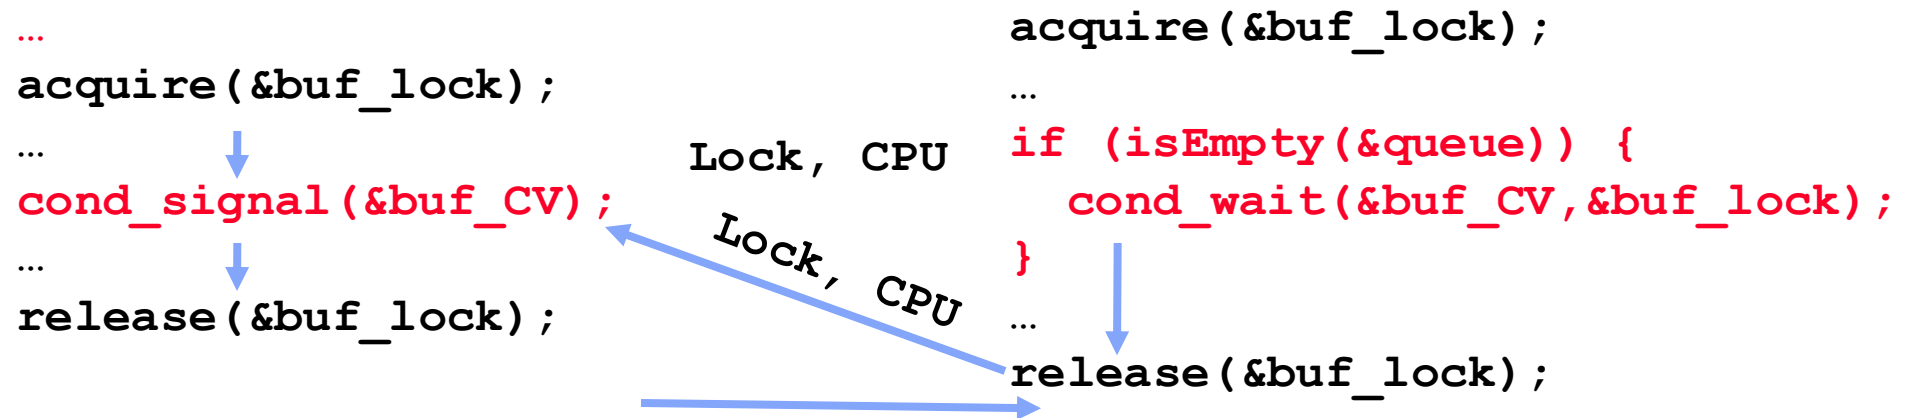 …
acquire(&buf_lock);
…
cond_signal(&buf_CV);
…
release(&buf_lock);
Lock, CPU
Lock, CPU
acquire(&buf_lock);
…
if (isEmpty(&queue)) {
cond_wait(&buf_CV,&buf_lock);
}
…
release(&buf_lock);